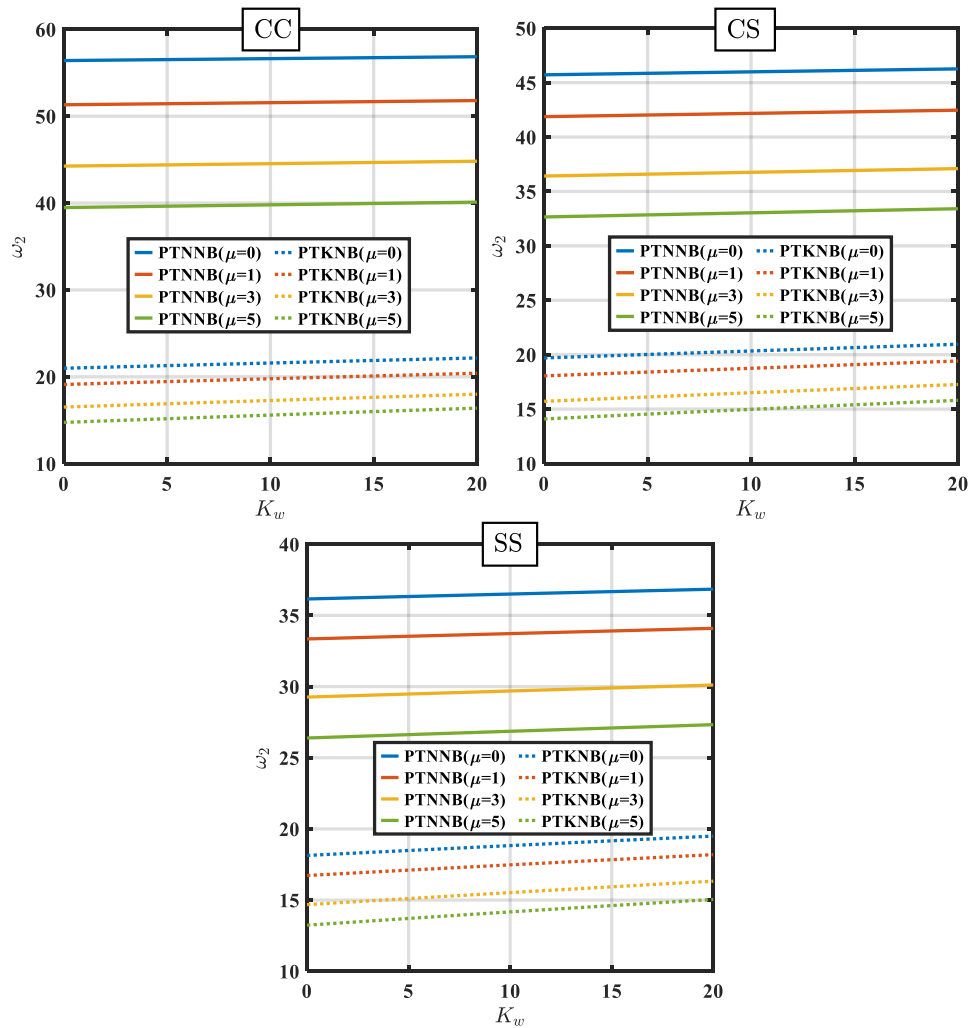 CC
60
50
40
30
20
10
ω₂
PTNNB(μ=0) PTKNB(μ=0)
PTNNB(μ=1) PTKNB(μ=1)
PTNNB(μ=3) PTKNB(μ=3)
PTNNB(μ=5) PTKNB(μ=5)
0 5 10 15 20
K_w
CS
50
45
40
35
30
25
20
15
10
ω₂
PTNNB(μ=0) PTKNB(μ=0)
PTNNB(μ=1) PTKNB(μ=1)
PTNNB(μ=3) PTKNB(μ=3)
PTNNB(μ=5) PTKNB(μ=5)
0 5 10 15 20
K_w
SS
40
35
30
25
20
15
10
ω₂
PTNNB(μ=0) PTKNB(μ=0)
PTNNB(μ=1) PTKNB(μ=1)
PTNNB(μ=3) PTKNB(μ=3)
PTNNB(μ=5) PTKNB(μ=5)
0 5 10 15 20
K_w